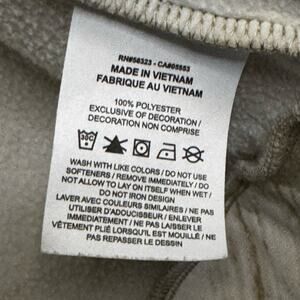 RN#56323 - CA#05553
MADE IN VIETNAM
FABRIQUE AU VIETNAM
100% POLYESTER
EXCLUSIVE OF DECORATION /
DECORATION NON COMPRISE
30C
WASH WITH LIKE COLORS / DO NOT USE
SOFTENERS / REMOVE IMMEDIATELY / DO
NOT ALLOW TO LAY ON ITSELF WHEN WET /
DO NOT IRON DESIGN
LAVER AVEC COULEURS SIMILAIRES / NE PAS
UTILISER D'ADOUCISSEUR / ENLEVER
IMMÉDIATEMENT / NE PAS LAISSER LE
VÊTEMENT PLIÉ LORSQU'IL EST MOUILLÉ / NE
PAS REPASSER LE DESSIN